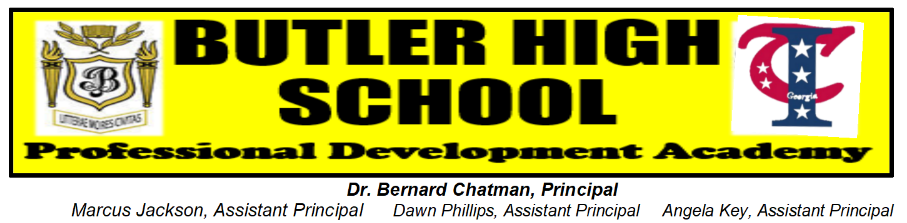 BUTLER HIGH
SCHOOL
B
LITTERAE MORES CIVITAS
CI
Georgia
Professional Development Academy
Dr. Bernard Chatman, Principal
Marcus Jackson, Assistant Principal Dawn Phillips, Assistant Principal Angela Key, Assistant Principal